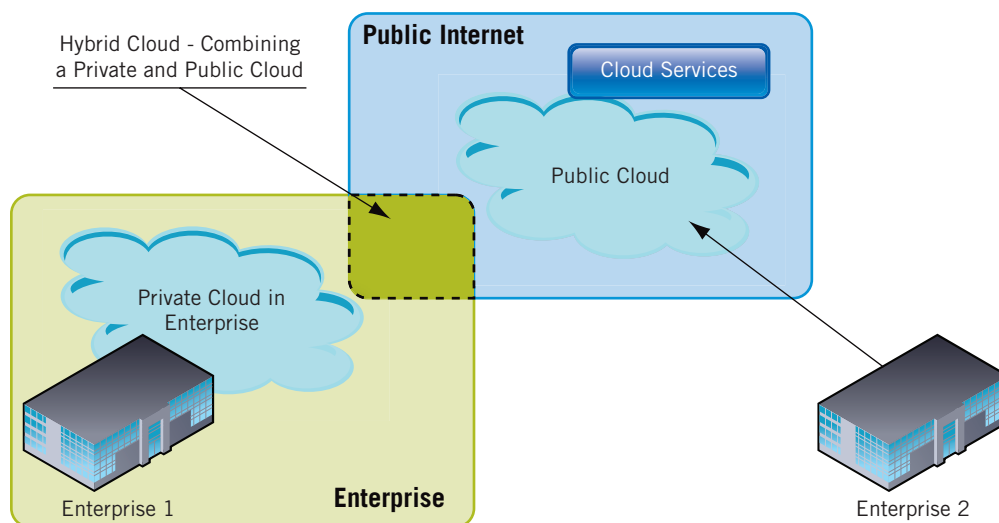 Hybrid Cloud - Combining
a Private and Public Cloud
Public Internet
Cloud Services
Public Cloud
Private Cloud in
Enterprise
Enterprise 1
Enterprise
Enterprise 2